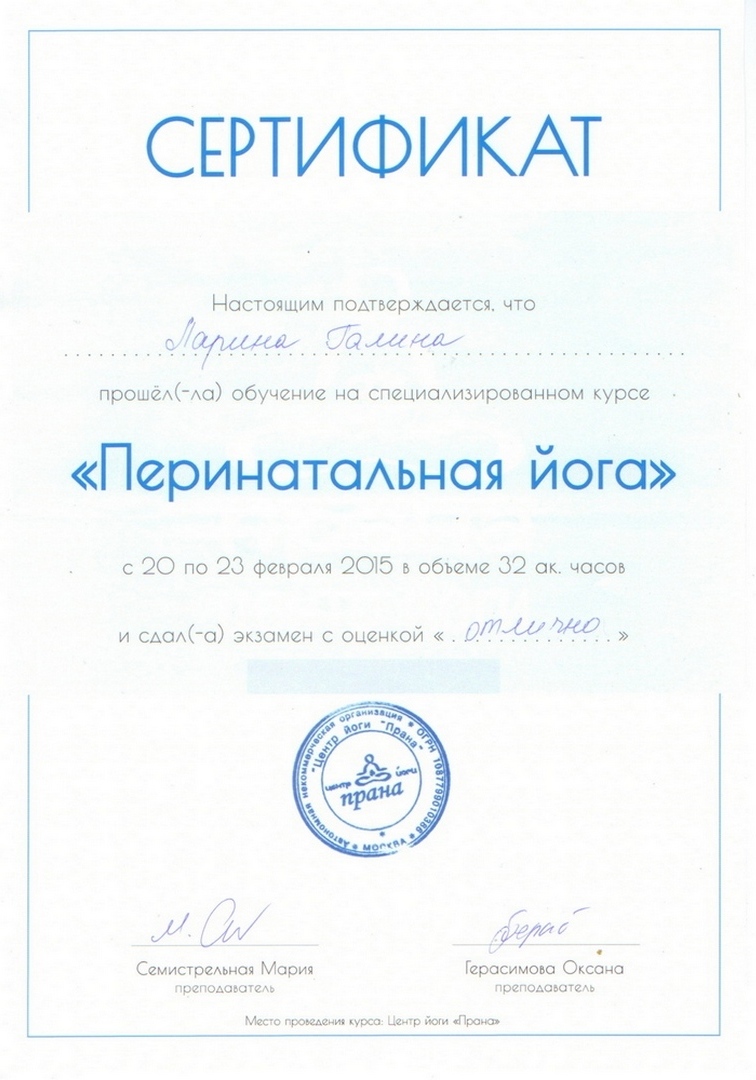 СЕРТИФИКАТ
Настоящим подтверждается, что
Ларина Галина
прошёл(-ла) обучение на специализированном курсе
«Перинатальная йога»
с 20 по 23 февраля 2015 в объеме 32 ак. часов
и сдал(-а) экзамен с оценкой « отлично »
Автономная некоммерческая организация * ОГРН 1087799010366 * МОСКВА *
"Центр йоги "Прана"
центр йоги
прана
М. Сем
Семистрельная Мария
преподаватель
Герасимова Оксана
преподаватель
Место проведения курса: Центр йоги «Прана»